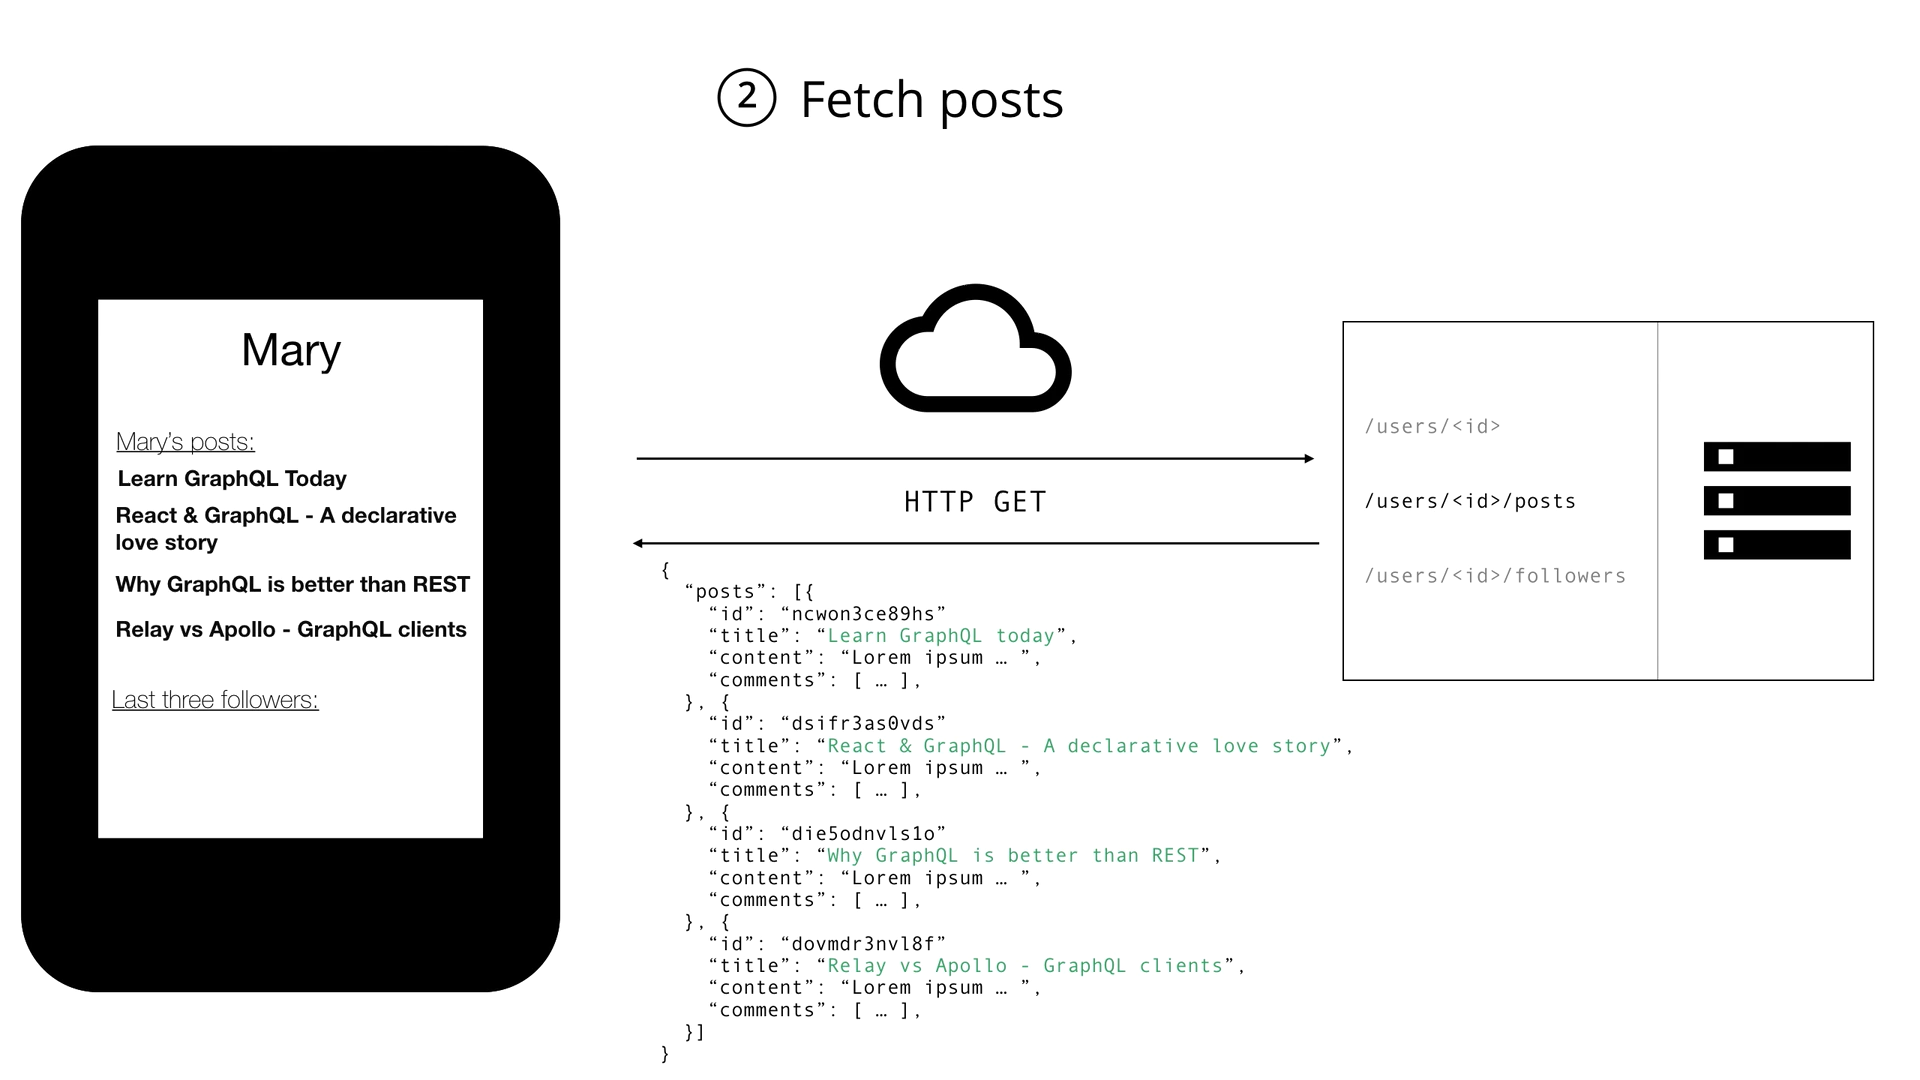 2 Fetch posts
Mary
Mary’s posts:
Learn GraphQL Today
React & GraphQL - A declarative
love story
Why GraphQL is better than REST
Relay vs Apollo - GraphQL clients
Last three followers:
HTTP GET
{
“posts”: [{
“id”: “ncwon3ce89hs”
“title”: “Learn GraphQL today”,
“content”: “Lorem ipsum … ”,
“comments”: [ … ],
}, {
“id”: “dsifr3as0vds”
“title”: “React & GraphQL - A declarative love story”,
“content”: “Lorem ipsum … ”,
“comments”: [ … ],
}, {
“id”: “die5odnvls1o”
“title”: “Why GraphQL is better than REST”,
“content”: “Lorem ipsum … ”,
“comments”: [ … ],
}, {
“id”: “dovmdr3nvl8f”
“title”: “Relay vs Apollo - GraphQL clients”,
“content”: “Lorem ipsum … ”,
“comments”: [ … ],
}]
}
/users/<id>
/users/<id>/posts
/users/<id>/followers